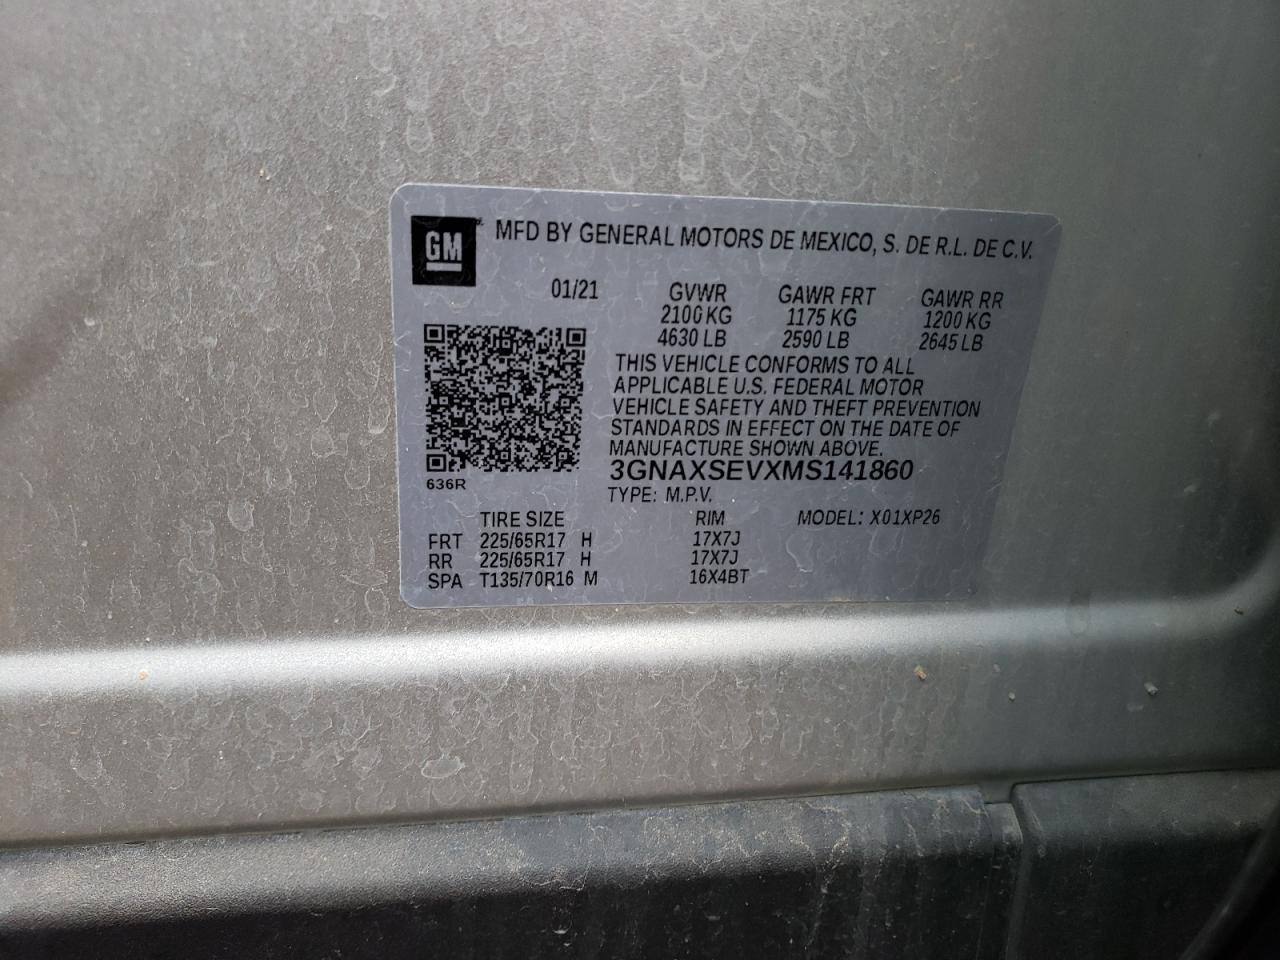 GM
MFD BY GENERAL MOTORS DE MEXICO, S. DE R.L. DE C.V.
01/21 GVWR GAWR FRT GAWR RR
2100 KG 1175 KG 1200 KG
4630 LB 2590 LB 2645 LB
THIS VEHICLE CONFORMS TO ALL
APPLICABLE U.S. FEDERAL MOTOR
VEHICLE SAFETY AND THEFT PREVENTION
STANDARDS IN EFFECT ON THE DATE OF
MANUFACTURE SHOWN ABOVE.
3GNAXSEVXMS141860
636R
TYPE: M.P.V.
TIRE SIZE RIM MODEL: X01XP26
FRT 225/65R17 H 17X7J
RR 225/65R17 H 17X7J
SPA T135/70R16 M 16X4BT